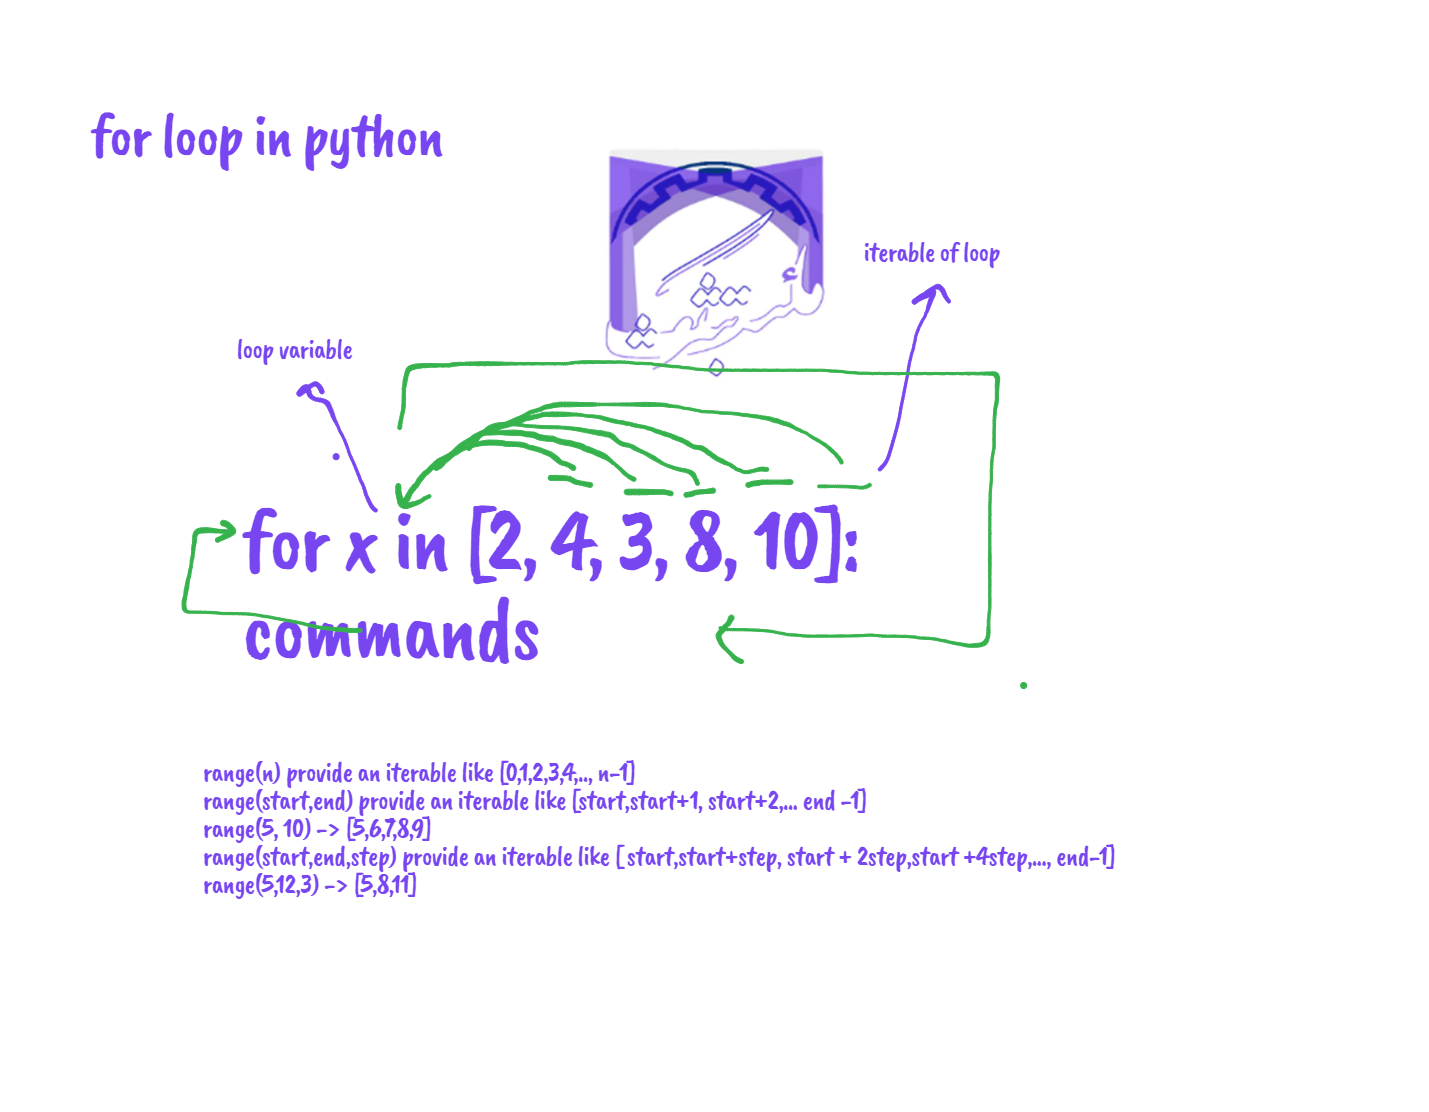 for loop in python
iterable of loop
loop variable
for x in [2, 4, 3, 8, 10]:
commands
range(n) provide an iterable like [0,1,2,3,4,.., n-1]
range(start,end) provide an iterable like [start,start+1, start+2,... end -1]
range(5, 10) -> [5,6,7,8,9]
range(start,end,step) provide an iterable like [start,start+step, start + 2step,start +4step,..., end-1]
range(5,12,3) -> [5,8,11]